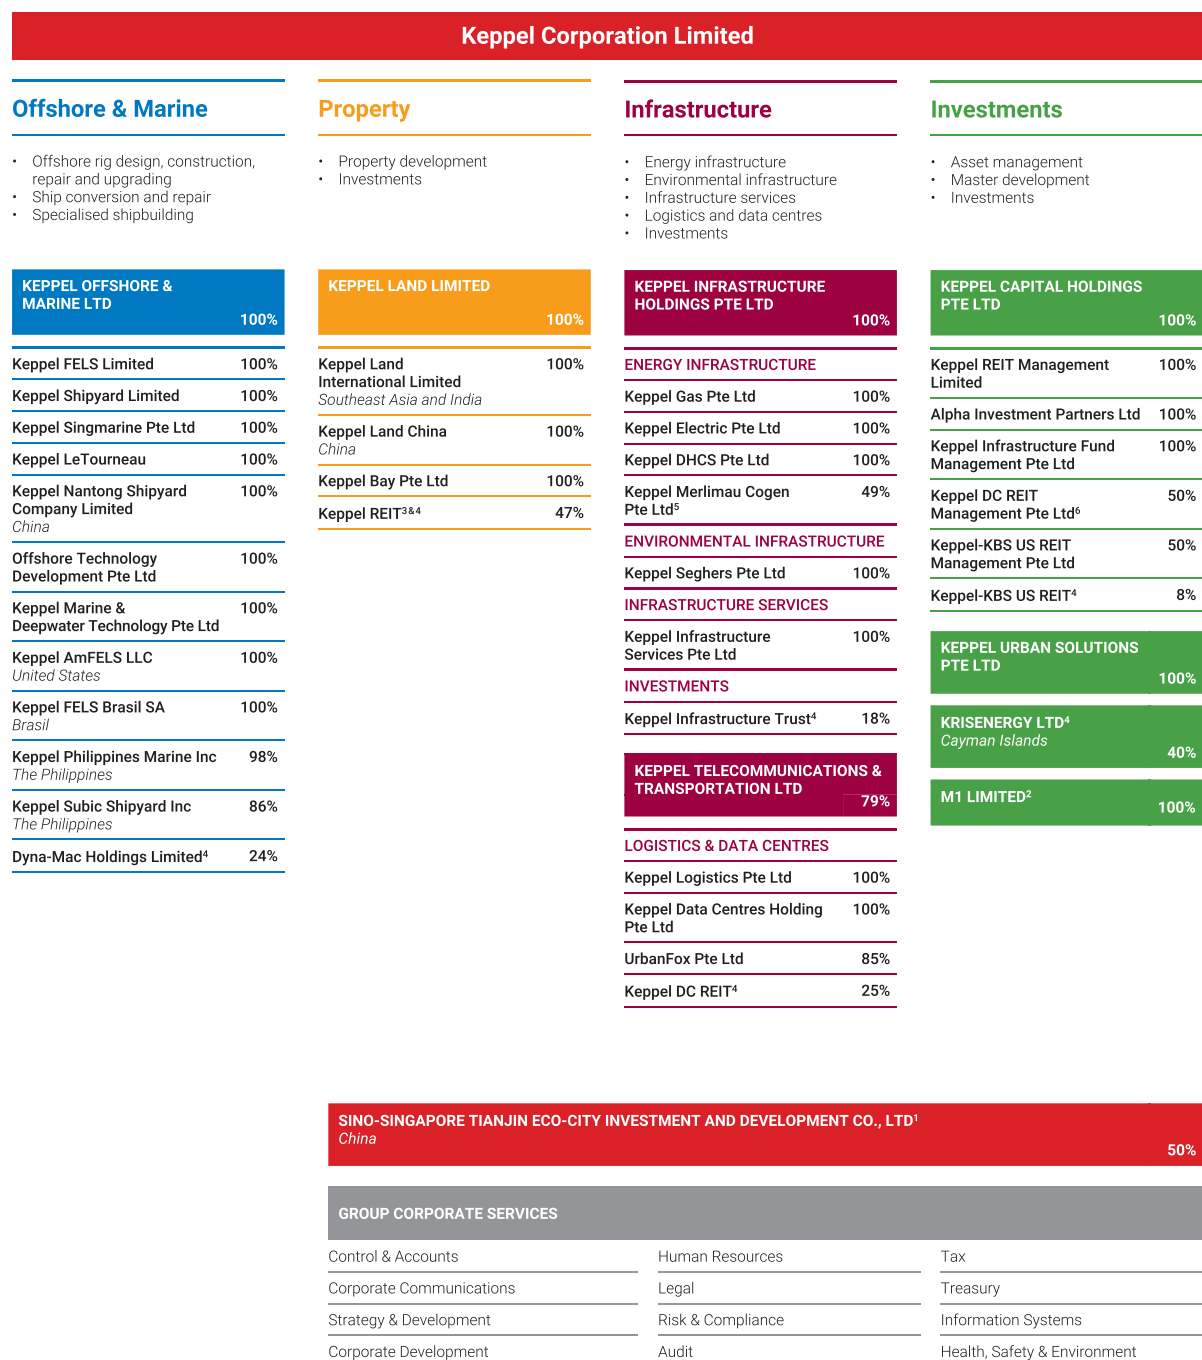 Keppel Corporation Limited
Offshore & Marine
• Offshore rig design, construction,
repair and upgrading
• Ship conversion and repair
• Specialised shipbuilding
KEPPEL OFFSHORE &
MARINE LTD
100%
Keppel FELS Limited 100%
Keppel Shipyard Limited 100%
Keppel Singmarine Pte Ltd 100%
Keppel LeTourneau 100%
Keppel Nantong Shipyard 100%
Company Limited
China
Offshore Technology 100%
Development Pte Ltd
Keppel Marine & 100%
Deepwater Technology Pte Ltd
Keppel AmFELS LLC 100%
United States
Keppel FELS Brasil SA 100%
Brasil
Keppel Philippines Marine Inc 98%
The Philippines
Keppel Subic Shipyard Inc 86%
The Philippines
Dyna-Mac Holdings Limited⁴ 24%
Property
• Property development
• Investments
KEPPEL LAND LIMITED
100%
Keppel Land 100%
International Limited
Southeast Asia and India
Keppel Land China 100%
China
Keppel Bay Pte Ltd 100%
Keppel REIT³&⁴ 47%
Infrastructure
• Energy infrastructure
• Environmental infrastructure
• Infrastructure services
• Logistics and data centres
• Investments
KEPPEL INFRASTRUCTURE
HOLDINGS PTE LTD
100%
ENERGY INFRASTRUCTURE
Keppel Gas Pte Ltd 100%
Keppel Electric Pte Ltd 100%
Keppel DHCS Pte Ltd 100%
Keppel Merlimau Cogen 49%
Pte Ltd⁵
ENVIRONMENTAL INFRASTRUCTURE
Keppel Seghers Pte Ltd 100%
INFRASTRUCTURE SERVICES
Keppel Infrastructure 100%
Services Pte Ltd
INVESTMENTS
Keppel Infrastructure Trust⁴ 18%
KEPPEL TELECOMMUNICATIONS &
TRANSPORTATION LTD
79%
LOGISTICS & DATA CENTRES
Keppel Logistics Pte Ltd 100%
Keppel Data Centres Holding 100%
Pte Ltd
UrbanFox Pte Ltd 85%
Keppel DC REIT⁴ 25%
Investments
• Asset management
• Master development
• Investments
KEPPEL CAPITAL HOLDINGS
PTE LTD
100%
Keppel REIT Management 100%
Limited
Alpha Investment Partners Ltd 100%
Keppel Infrastructure Fund 100%
Management Pte Ltd
Keppel DC REIT 50%
Management Pte Ltd⁶
Keppel-KBS US REIT 50%
Management Pte Ltd
Keppel-KBS US REIT⁴ 8%
KEPPEL URBAN SOLUTIONS
PTE LTD
100%
KRISENERGY LTD⁴
Cayman Islands
40%
M1 LIMITED²
100%
SINO-SINGAPORE TIANJIN ECO-CITY INVESTMENT AND DEVELOPMENT CO., LTD¹
China
50%
GROUP CORPORATE SERVICES
Control & Accounts Human Resources Tax
Corporate Communications Legal Treasury
Strategy & Development Risk & Compliance Information Systems
Corporate Development Audit Health, Safety & Environment